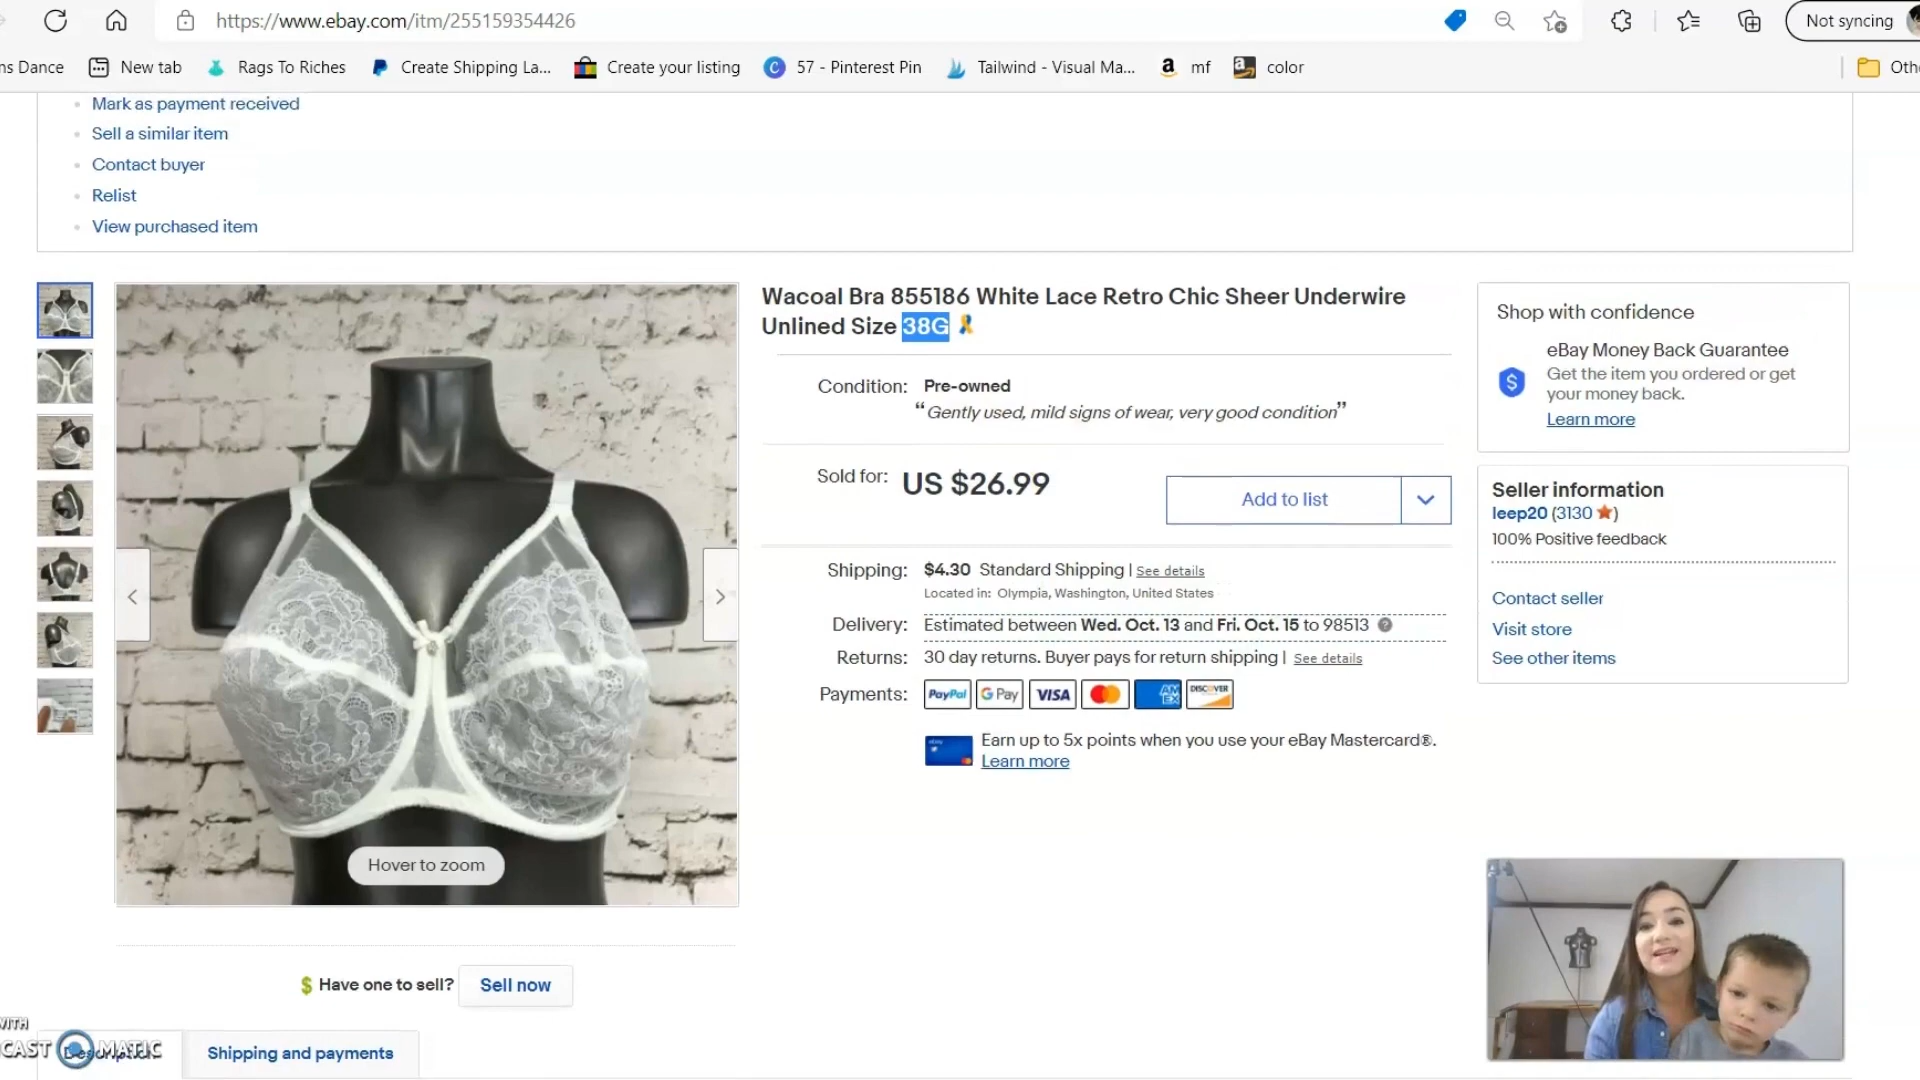 https://www.ebay.com/itm/255159354426
Not syncing
ns Dance
New tab
Rags To Riches
Create Shipping La...
Create your listing
57 - Pinterest Pin
Tailwind - Visual Ma...
mf
color
Oth
Mark as payment received
Sell a similar item
Contact buyer
Relist
View purchased item
Wacoal Bra 855186 White Lace Retro Chic Sheer Underwire
Unlined Size 38G
Condition: Pre-owned
“Gently used, mild signs of wear, very good condition”
Sold for: US $26.99
Add to list
Shipping: $4.30 Standard Shipping | See details
Located in: Olympia, Washington, United States
Delivery: Estimated between Wed. Oct. 13 and Fri. Oct. 15 to 98513
Returns: 30 day returns. Buyer pays for return shipping | See details
Payments: PayPal G Pay VISA AM EX DISCOVER
Earn up to 5x points when you use your eBay Mastercard®.
Learn more
Shop with confidence
eBay Money Back Guarantee
Get the item you ordered or get
your money back.
Learn more
Seller information
leep20 (3130)
100% Positive feedback
Contact seller
Visit store
See other items
Hover to zoom
Have one to sell? Sell now
WITH
CAST MATIC
Description
Shipping and payments